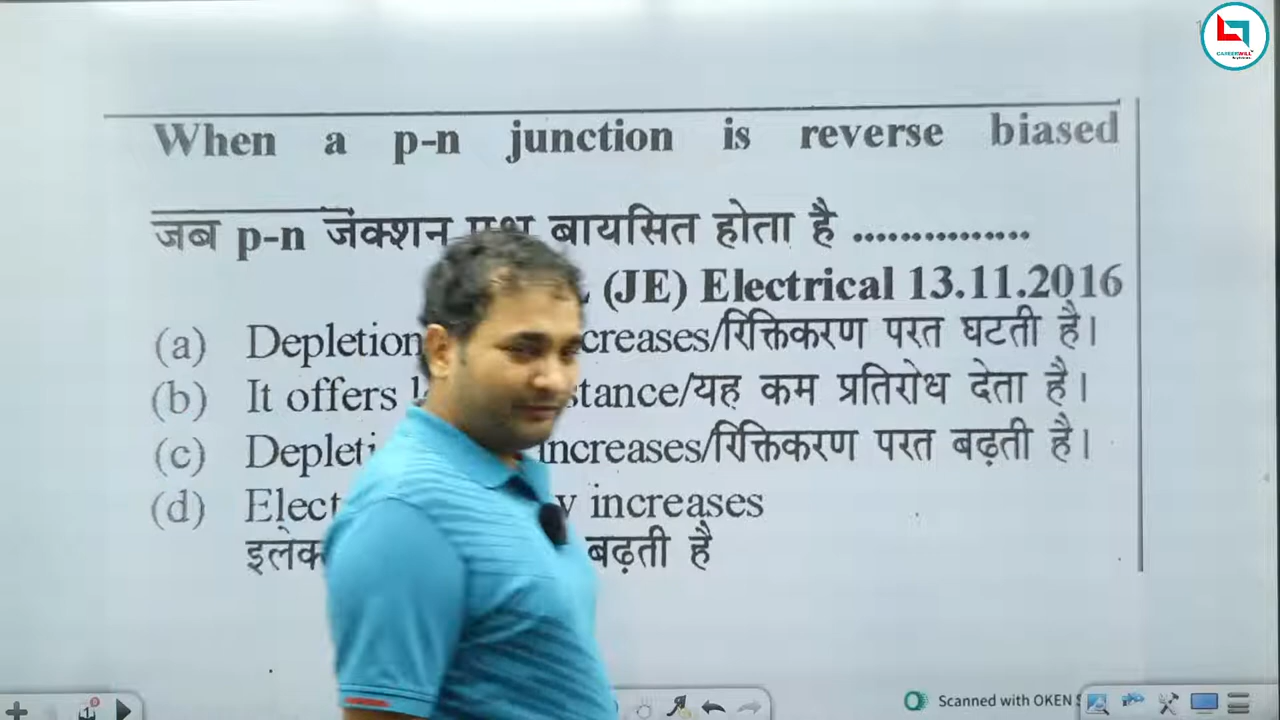 When a p-n junction is reverse biased
जब p-n जंक्शन बायसित होता है ...............
(JE) Electrical 13.11.2016
(a) Depletion creases/रिक्तिकरण परत घटती है।
(b) It offers stance/यह कम प्रतिरोध देता है।
(c) Depleti increases/रिक्तिकरण परत बढ़ती है।
(d) Elect y increases
इलेक बढ़ती है
Scanned with OKEN S
CAREERWILL